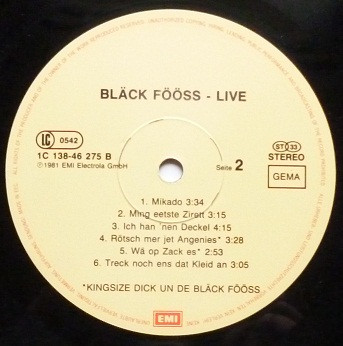 BLÄCK FÖÖSS - LIVE
LC 0542
1C 138-46 275 B
℗1981 EMI Electrola GmbH
Seite 2
ST 33
STEREO
GEMA
1. Mikado 3:34
2. Ming eetste Zirett 3:15
3. Ich han 'nen Deckel 4:15
4. Rötsch mer jet Angenies* 3:28
5. Wä op Zack es* 2:53
6. Treck noch ens dat Kleid an 3:05
*KINGSIZE DICK UN DE BLÄCK FÖÖSS
EMI